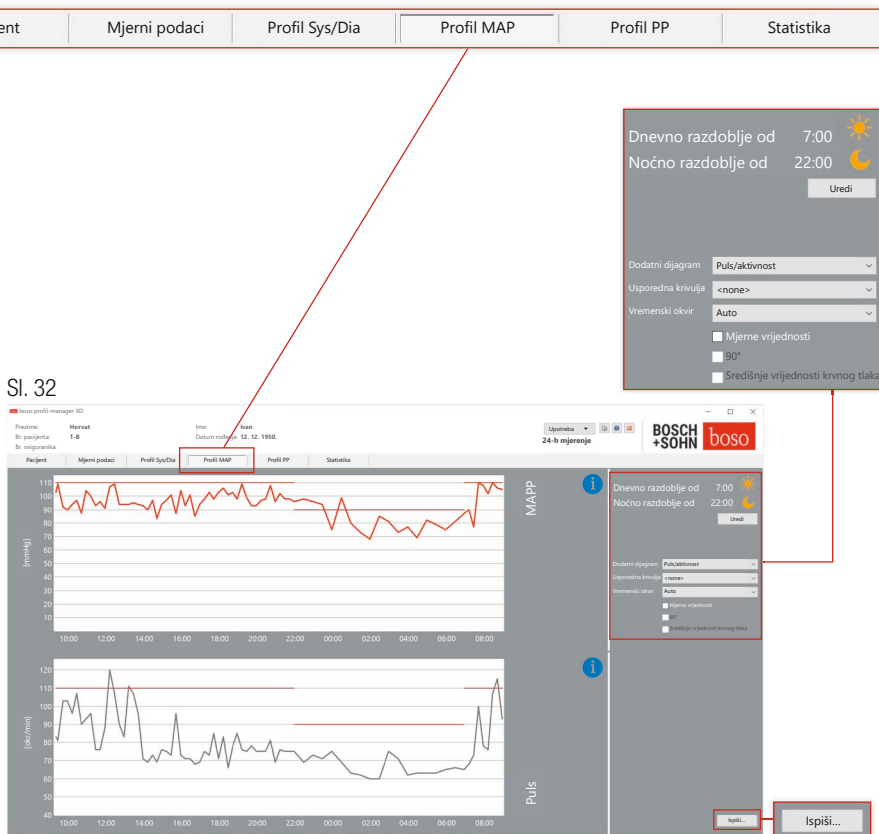 ent Mjerni podaci Profil Sys/Dia Profil MAP Profil PP Statistika
Dnevno razdoblje od 7:00
Noćno razdoblje od 22:00
Uredi
Dodatni dijagram Puls/aktivnost
Usporedna krivulja <none>
Vremenski okvir Auto
Mjerne vrijednosti
90°
Središnje vrijednosti krvnog tlaka
Sl. 32
boso profil-manager XD
Prezime: Horvat Ime: Ivan
Br. pacijenta: 1-B Datum rođenja: 12. 12. 1950.
Br. osiguranika:
Upotreba
24-h mjerenje
BOSCH
+SOHN
boso
Pacijent Mjerni podaci Profil Sys/Dia Profil MAP Profil PP Statistika
110
100
90
80
70
60
50
40
30
20
10
[mmHg]
MAPP
10:00 12:00 14:00 16:00 18:00 20:00 22:00 00:00 02:00 04:00 06:00 08:00
Dnevno razdoblje od 7:00
Noćno razdoblje od 22:00
Uredi
Dodatni dijagram Puls/aktivnost
Usporedna krivulja <none>
Vremenski okvir Auto
Mjerne vrijednosti
90°
Središnje vrijednosti krvnog tlaka
120
110
100
90
80
70
60
50
40
[okr/min]
Puls
10:00 12:00 14:00 16:00 18:00 20:00 22:00 00:00 02:00 04:00 06:00 08:00
Ispiši...
Ispiši...